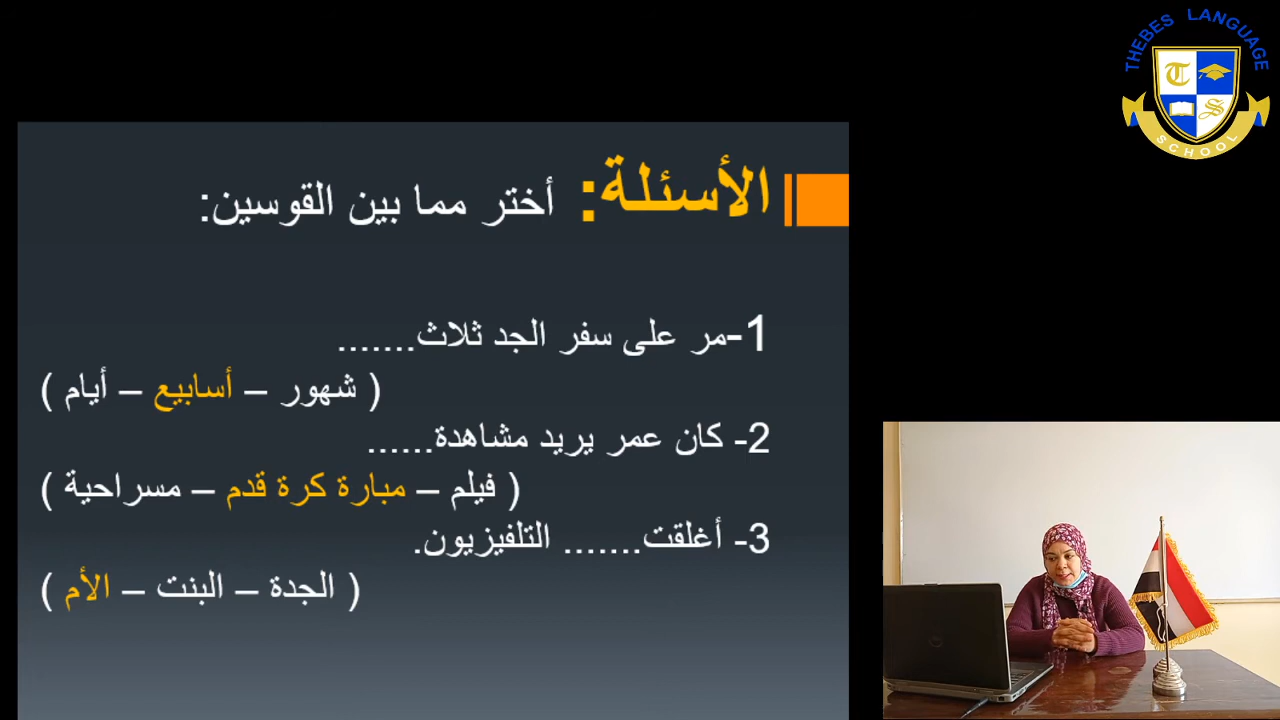 THEBES LANGUAGE
T S
SCHOOL
الأسئلة: أختر مما بين القوسين:
1-مر على سفر الجد ثلاث.......
( شهور – أسابيع – أيام )
2- كان عمر يريد مشاهدة......
( فيلم – مبارة كرة قدم – مسراحية )
3- أغلقت....... التلفيزيون.
( الجدة – البنت – الأم )